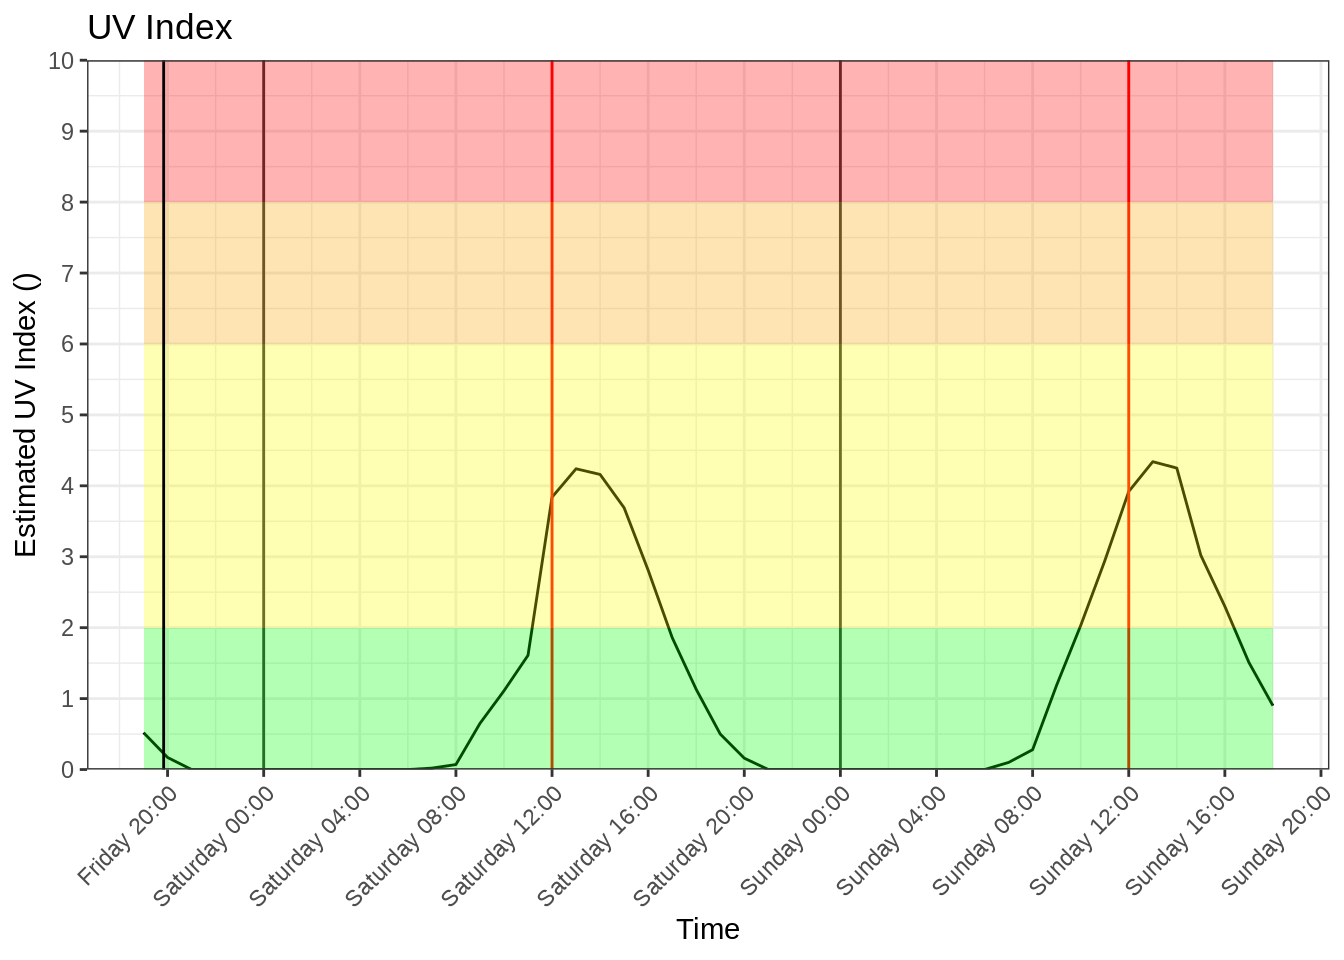 UV Index
Estimated UV Index ()
10
9
8
7
6
5
4
3
2
1
0
Friday 20:00
Saturday 00:00
Saturday 04:00
Saturday 08:00
Saturday 12:00
Saturday 16:00
Saturday 20:00
Sunday 00:00
Sunday 04:00
Sunday 08:00
Sunday 12:00
Sunday 16:00
Sunday 20:00
Time